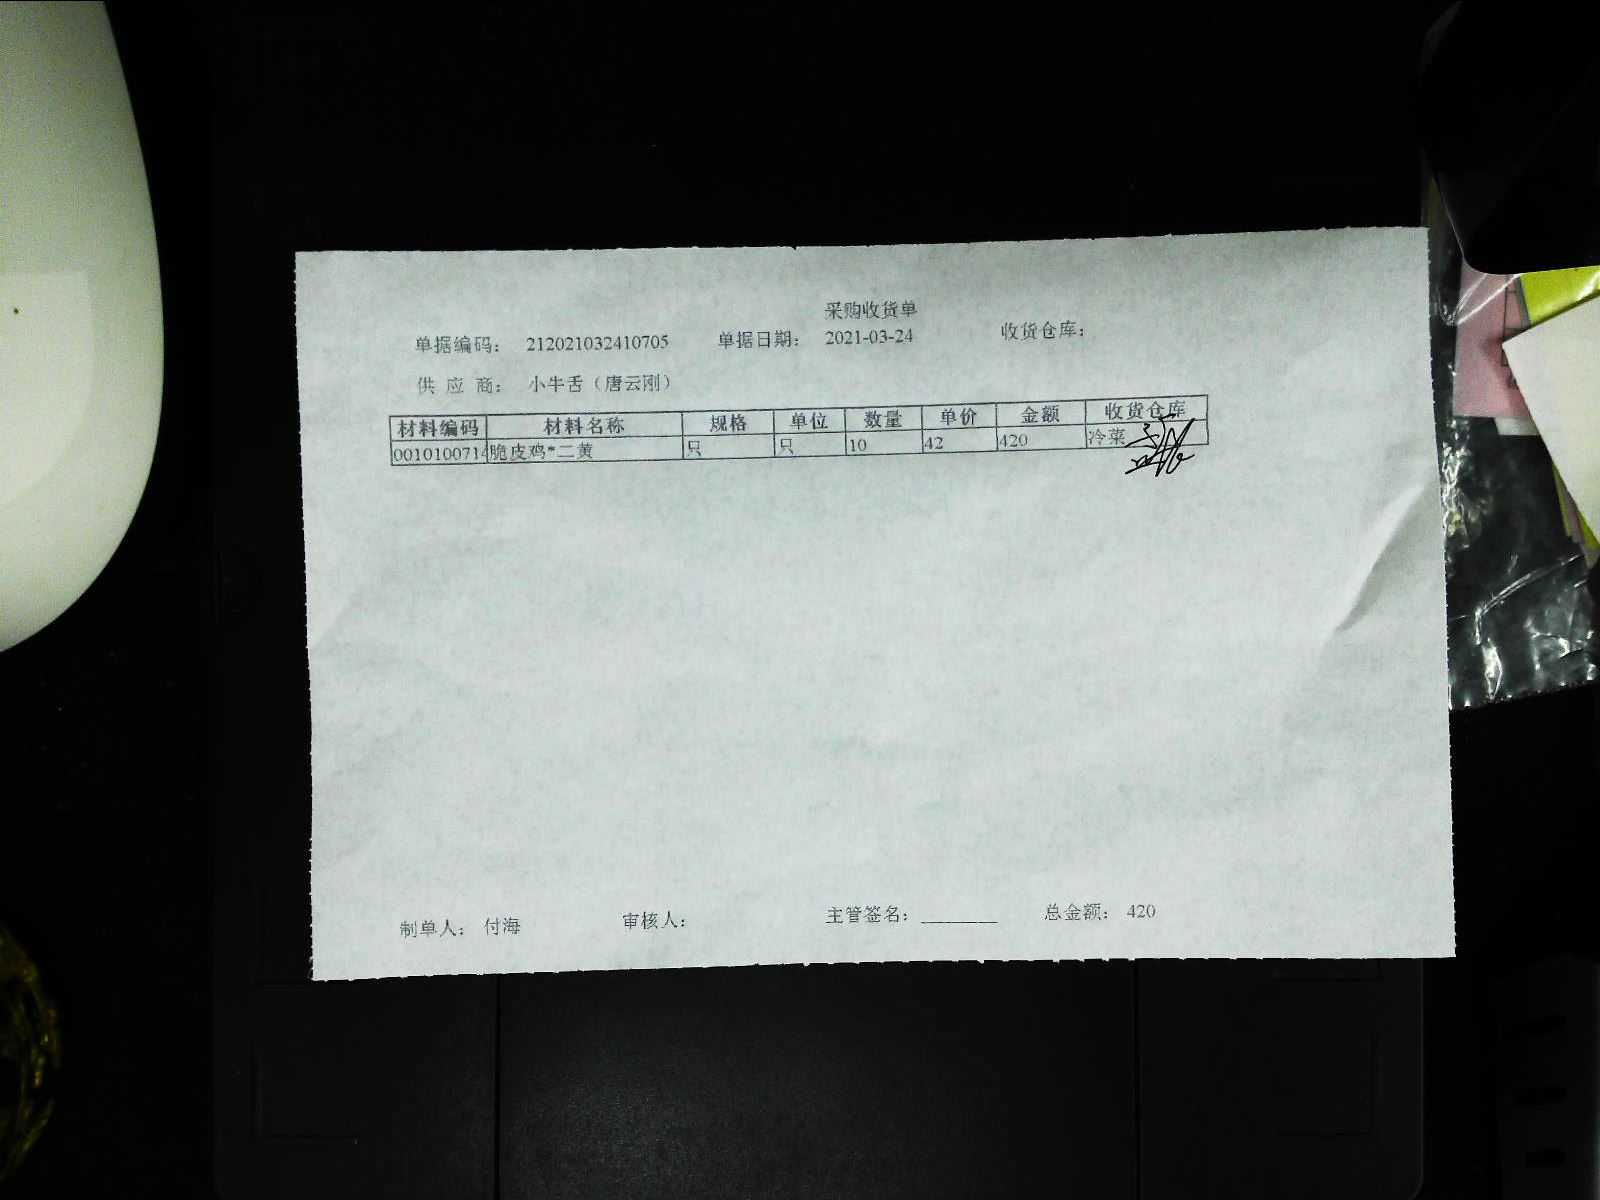 采购收货单
单据编码: 212021032410705 单据日期: 2021-03-24 收货仓库:
供 应 商: 小牛舌（唐云刚）
材料编码 材料名称 规格 单位 数量 单价 金额 收货仓库
0010100714 脆皮鸡*二黄 只 只 10 42 420 冷菜
制单人: 付海 审核人: 主管签名: ________ 总金额: 420